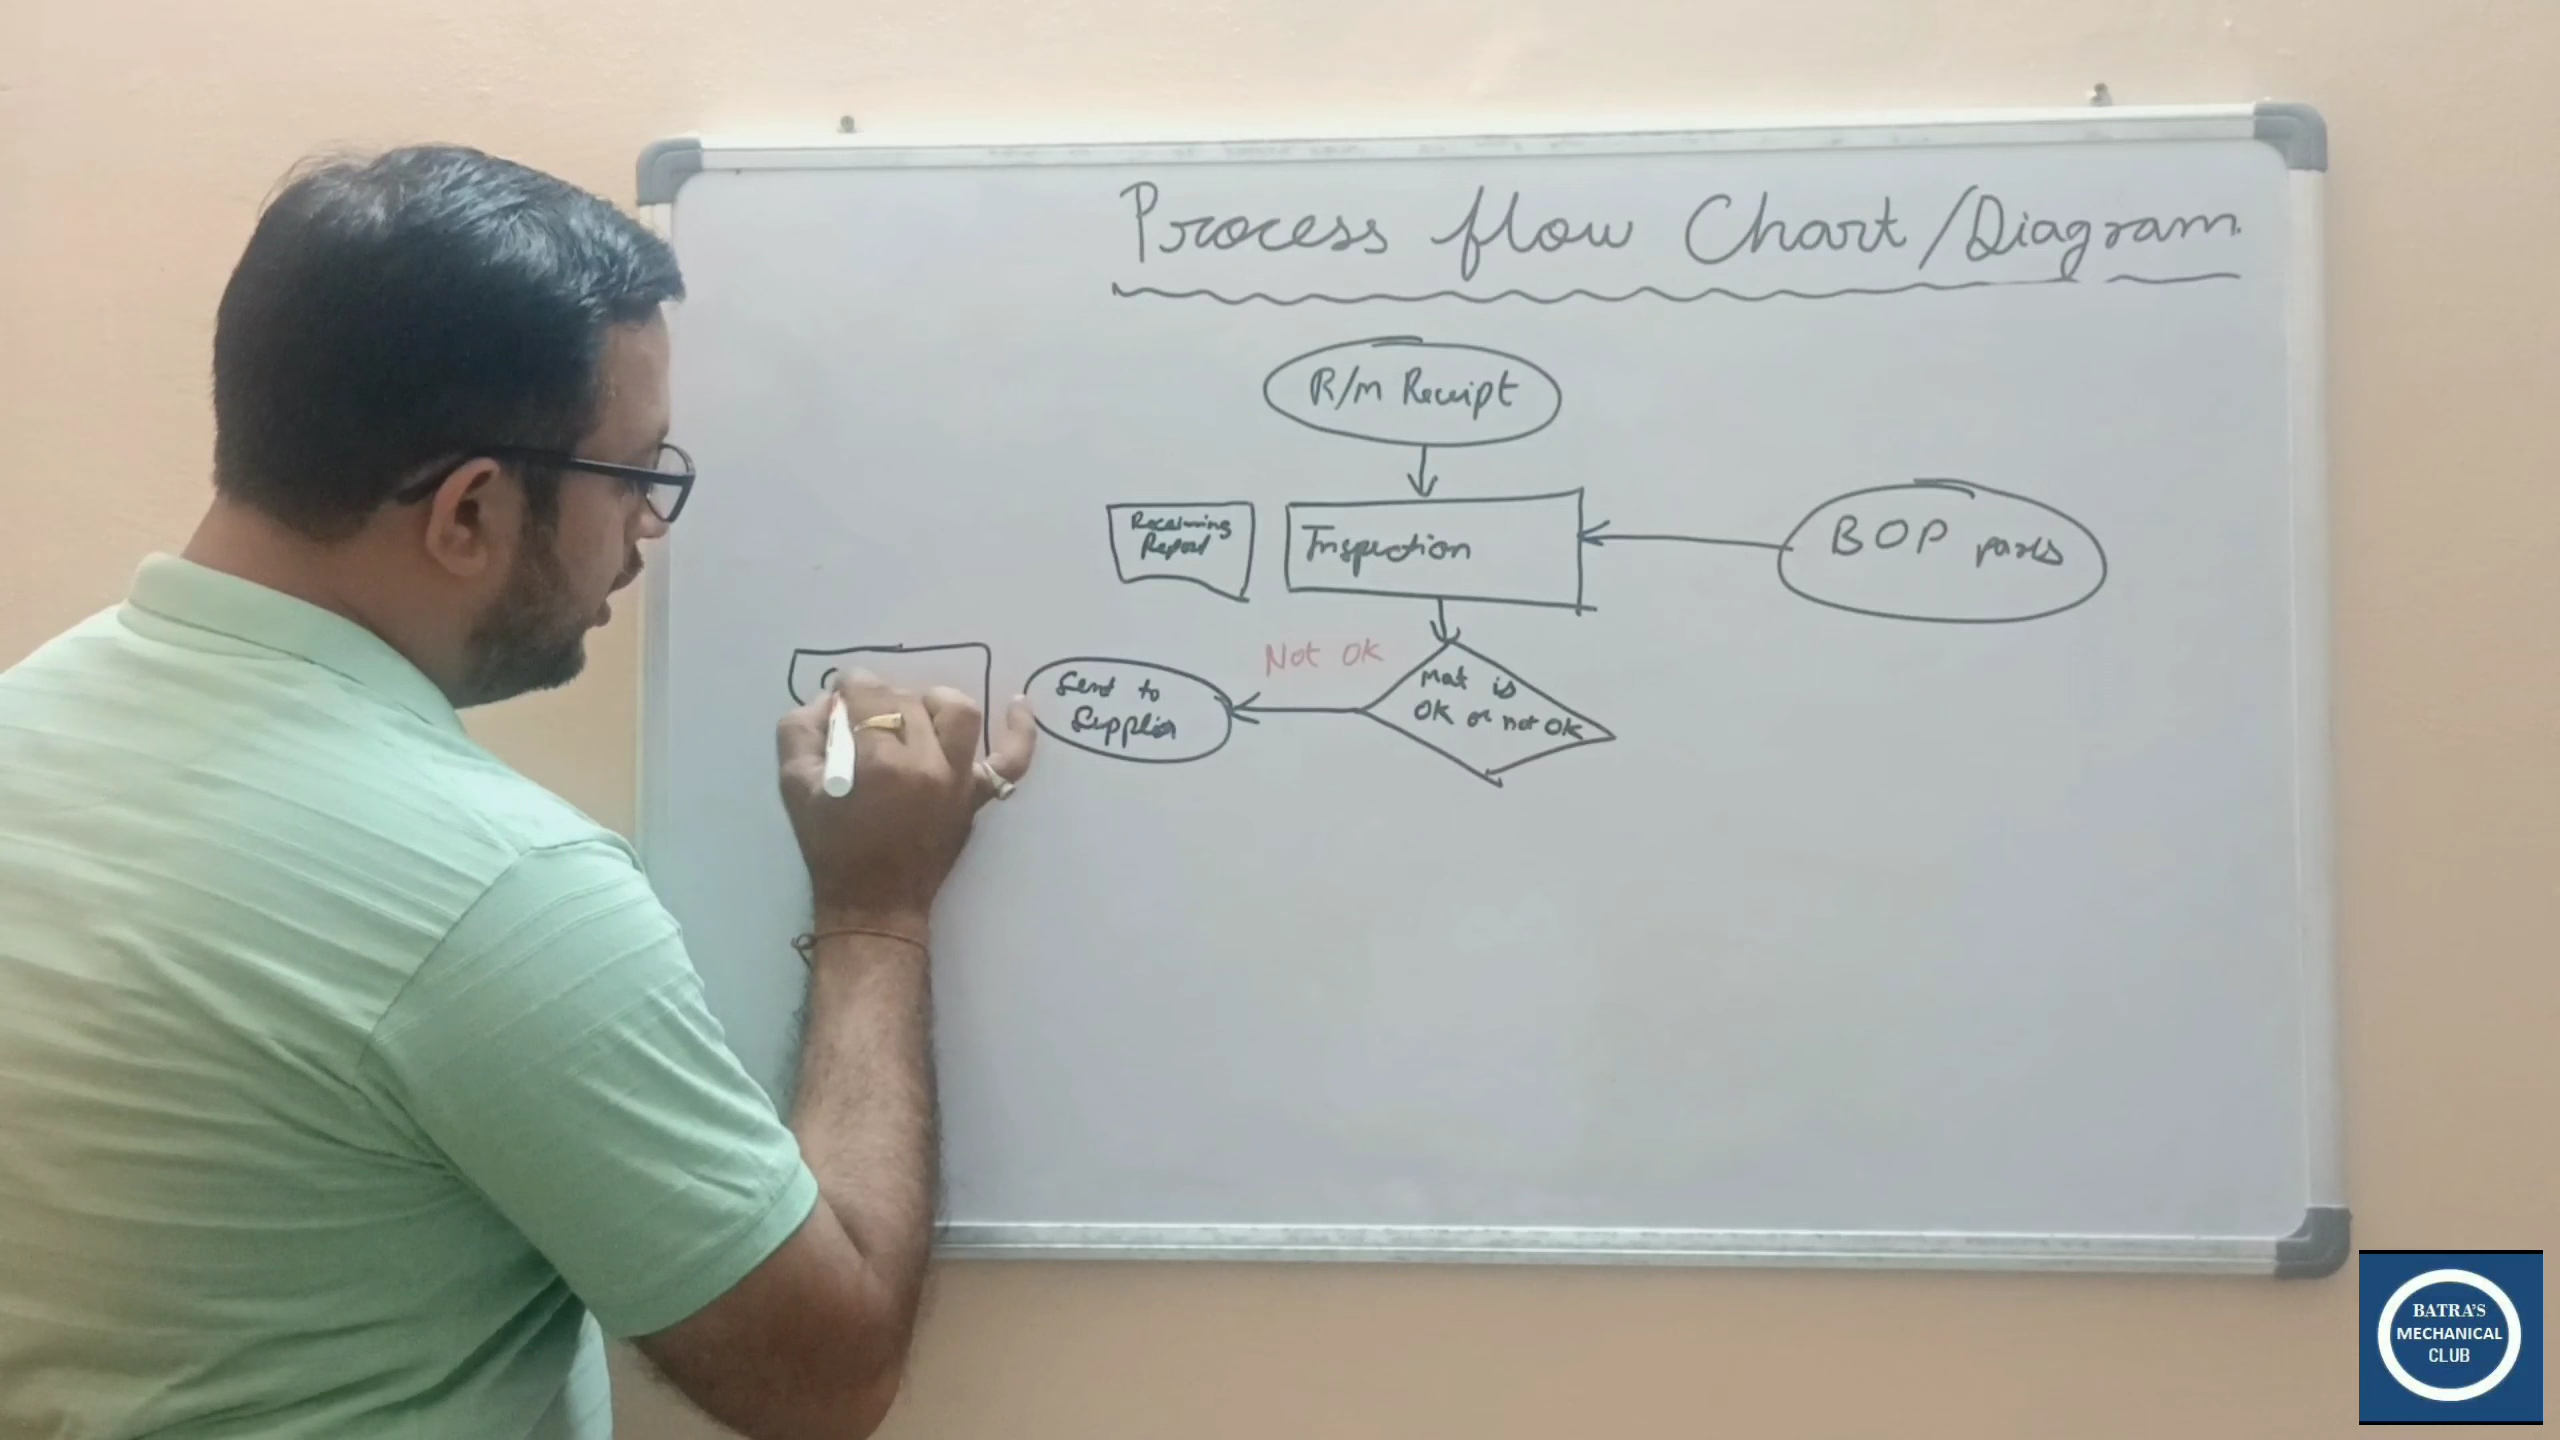 Process flow Chart/Diagram.
R/m Receipt
Receiving
Report
Inspection
BOP parts
Not OK
Sent to
Supplier
mat is
OK or not OK
BATRA'S
MECHANICAL
CLUB